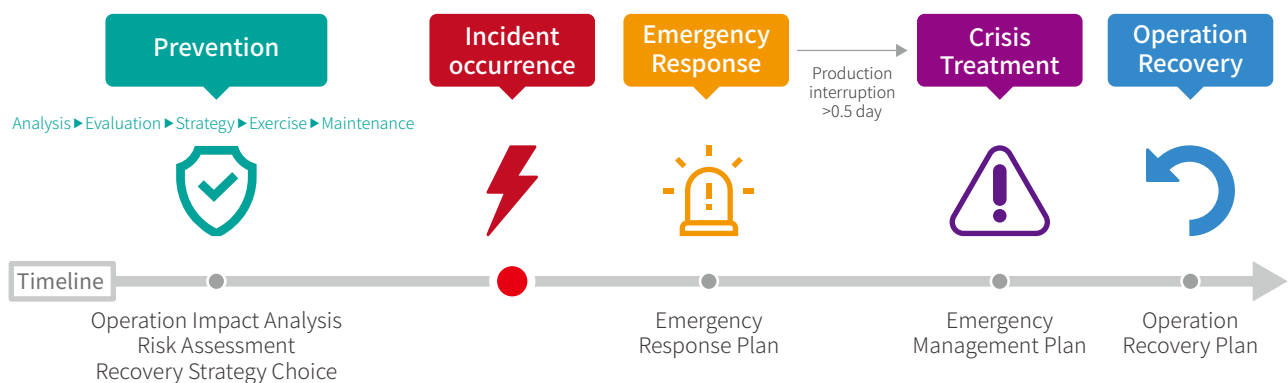 Prevention
Incident
occurrence
Emergency
Response
Production
interruption
>0.5 day
Crisis
Treatment
Operation
Recovery
Analysis▶Evaluation▶Strategy▶Exercise▶Maintenance
Timeline
Operation Impact Analysis
Risk Assessment
Recovery Strategy Choice
Emergency
Response Plan
Emergency
Management Plan
Operation
Recovery Plan